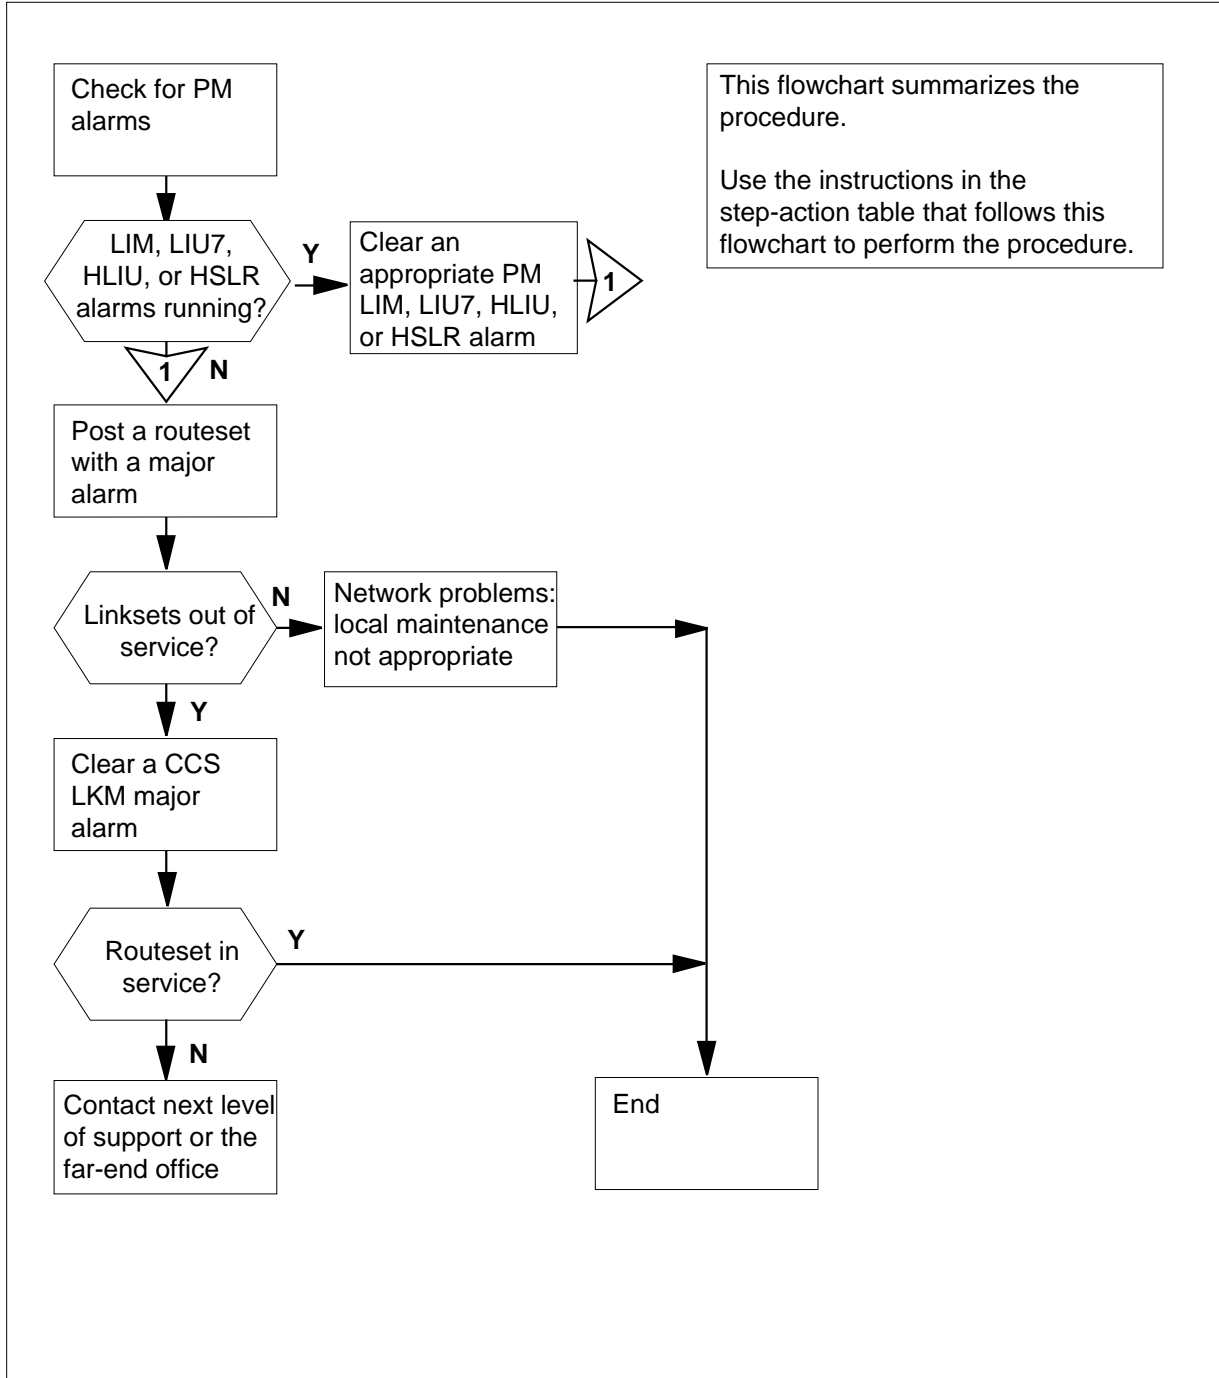 Check for PM
alarms
This flowchart summarizes the
procedure.
Use the instructions in the
step-action table that follows this
flowchart to perform the procedure.
LIM, LIU7,
HLIU, or HSLR
alarms running?
Y
Clear an
appropriate PM
LIM, LIU7, HLIU,
or HSLR alarm
1
1
N
Post a routeset
with a major
alarm
Linksets out of
service?
N
Network problems:
local maintenance
not appropriate
Y
Clear a CCS
LKM major
alarm
Routeset in
service?
Y
N
Contact next level
of support or the
far-end office
End